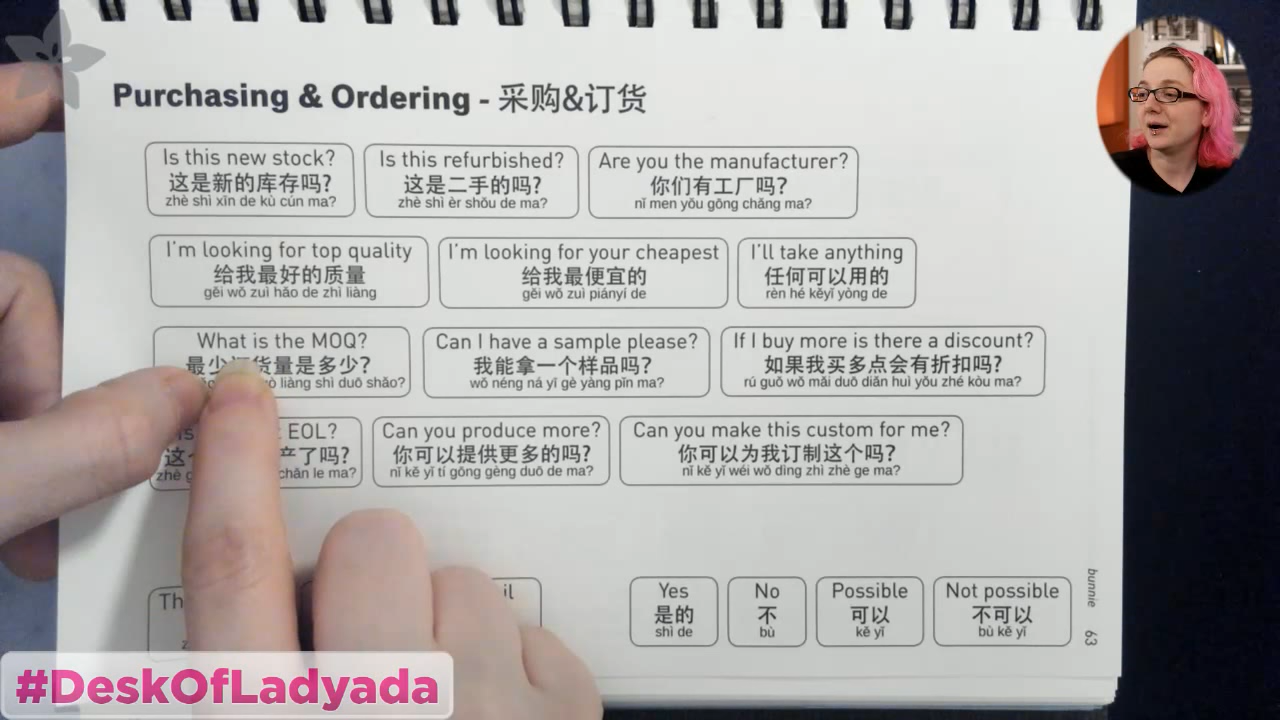 Purchasing & Ordering - 采购&订货
Is this new stock?
这是新的库存吗?
zhè shì xīn de kù cún ma?
Is this refurbished?
这是二手的吗?
zhè shì èr shǒu de ma?
Are you the manufacturer?
你们有工厂吗?
nǐ men yǒu gōng chǎng ma?
I'm looking for top quality
给我最好的质量
gěi wǒ zuì hǎo de zhì liàng
I'm looking for your cheapest
给我最便宜的
gěi wǒ zuì piányí de
I'll take anything
任何可以用的
rèn hé kěyǐ yòng de
What is the MOQ?
最少订货量是多少?
liàng shì duō shǎo?
Can I have a sample please?
我能拿一个样品吗?
wǒ néng ná yī gè yàng pǐn ma?
If I buy more is there a discount?
如果我买多点会有折扣吗?
rú guǒ wǒ mǎi duō diǎn huì yǒu zhé kòu ma?
EOL?
产了吗?
chǎn le ma?
Can you produce more?
你可以提供更多的吗?
nǐ kě yǐ tí gōng gèng duō de ma?
Can you make this custom for me?
你可以为我订制这个吗?
nǐ kě yǐ wéi wǒ dìng zhì zhè ge ma?
Yes
是的
shì de
No
不
bù
Possible
可以
kě yǐ
Not possible
不可以
bù kě yǐ
bunnie 63
#DeskOfLadyada